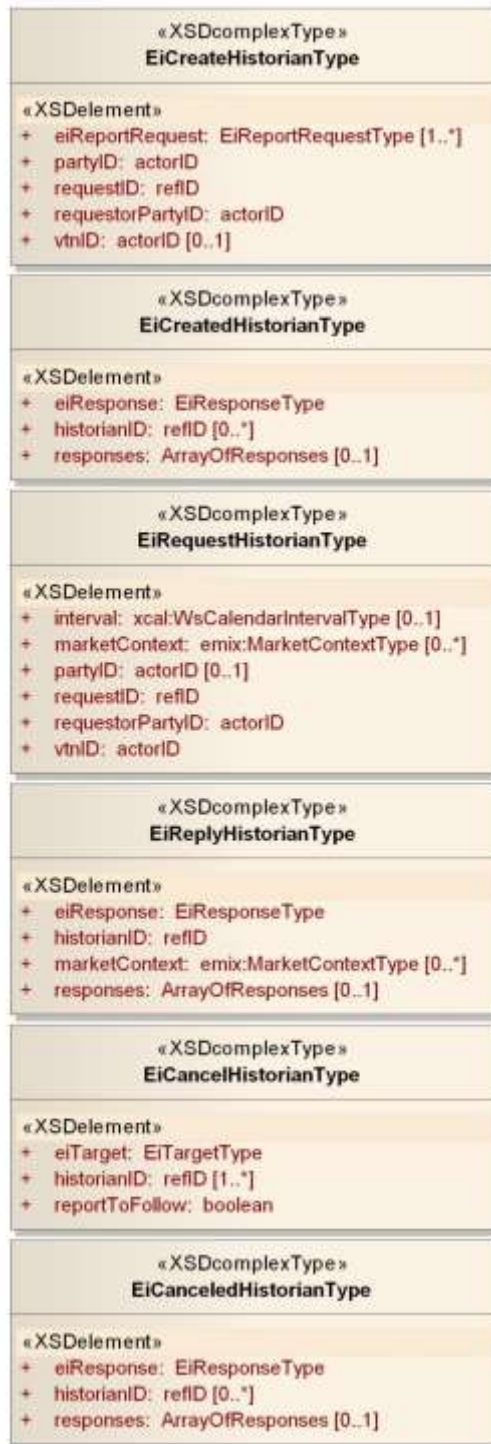 «XSDcomplexType»
EiCreateHistorianType
«XSDelement»
+ eiReportRequest: EiReportRequestType [1..*]
+ partyID: actorID
+ requestID: refID
+ requestorPartyID: actorID
+ vtnID: actorID [0..1]
«XSDcomplexType»
EiCreatedHistorianType
«XSDelement»
+ eiResponse: EiResponseType
+ historianID: refID [0..*]
+ responses: ArrayOfResponses [0..1]
«XSDcomplexType»
EiRequestHistorianType
«XSDelement»
+ interval: xcal:WsCalendarIntervalType [0..1]
+ marketContext: emix:MarketContextType [0..*]
+ partyID: actorID [0..1]
+ requestID: refID
+ requestorPartyID: actorID
+ vtnID: actorID
«XSDcomplexType»
EiReplyHistorianType
«XSDelement»
+ eiResponse: EiResponseType
+ historianID: refID
+ marketContext: emix:MarketContextType [0..*]
+ responses: ArrayOfResponses [0..1]
«XSDcomplexType»
EiCancelHistorianType
«XSDelement»
+ eiTarget: EiTargetType
+ historianID: refID [1..*]
+ reportToFollow: boolean
«XSDcomplexType»
EiCanceledHistorianType
«XSDelement»
+ eiResponse: EiResponseType
+ historianID: refID [0..*]
+ responses: ArrayOfResponses [0..1]